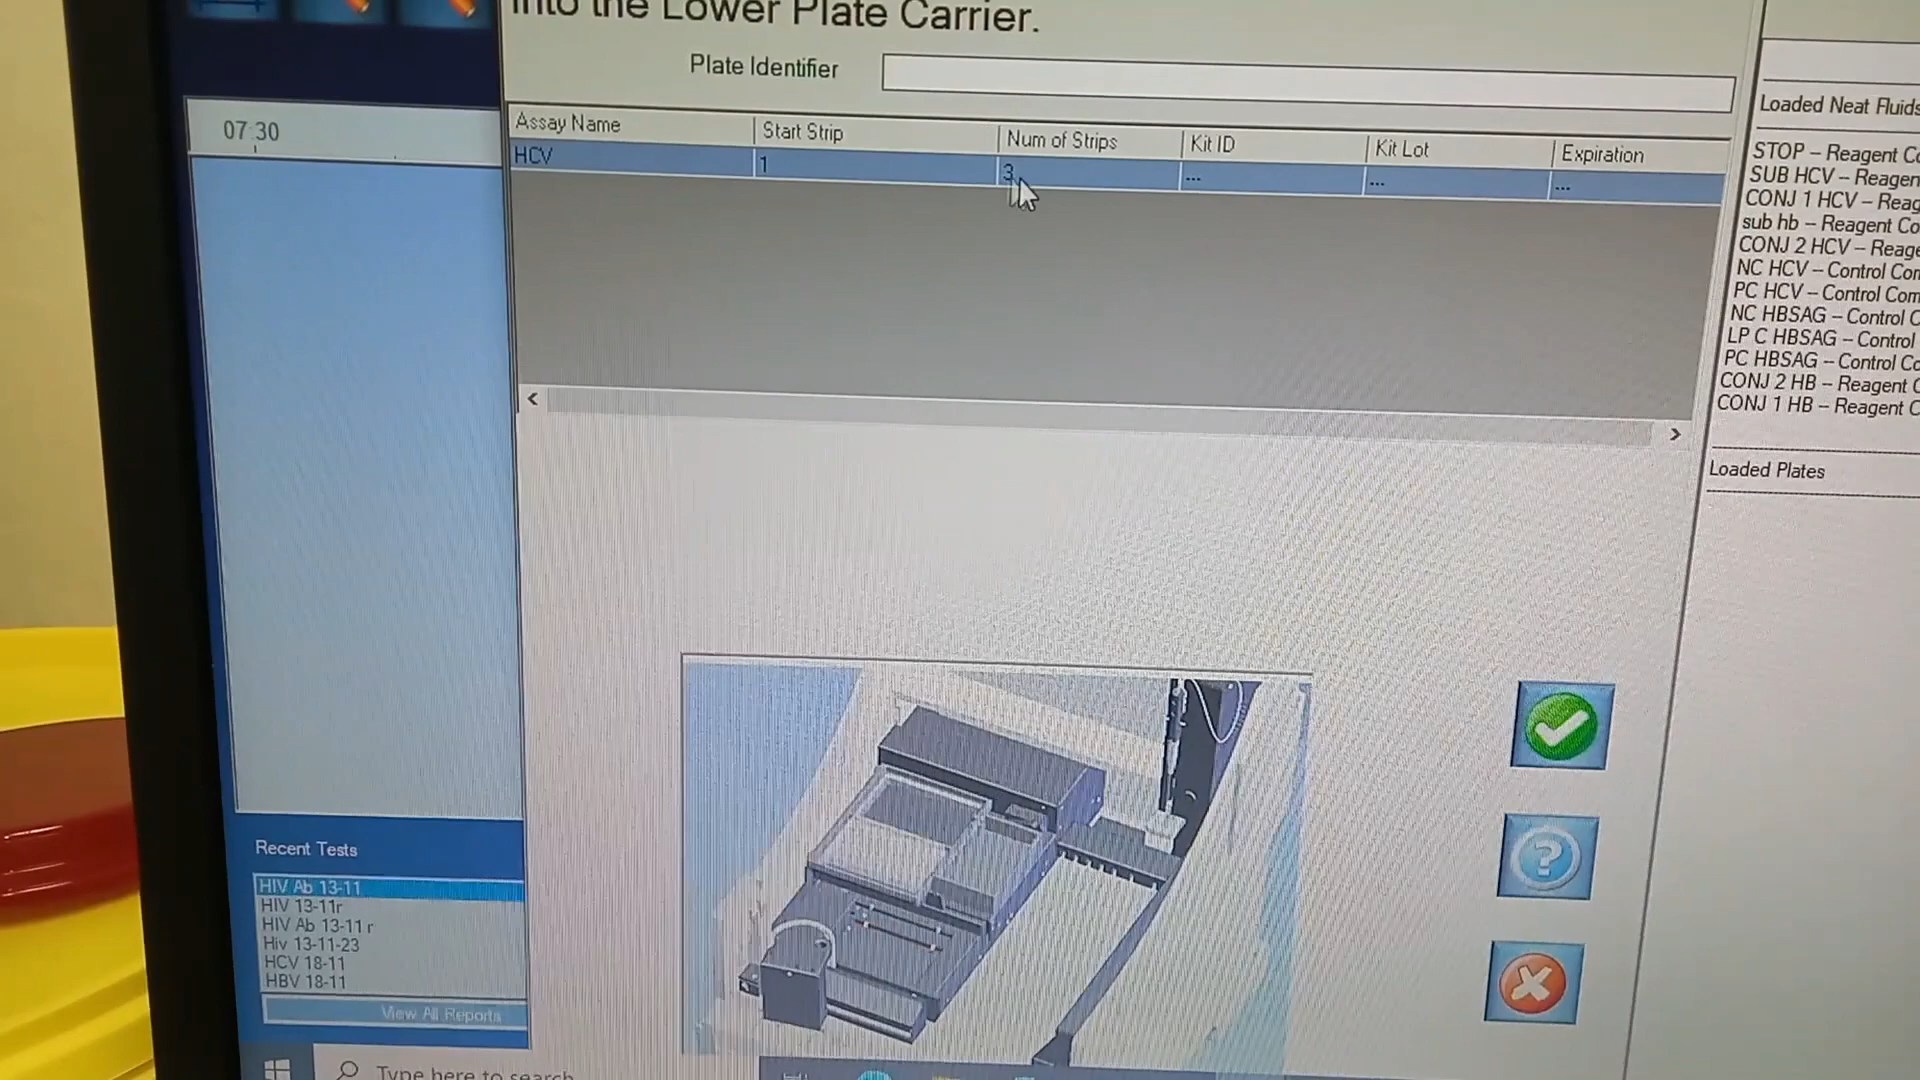 into the Lower Plate Carrier.
Plate Identifier
07:30
Assay Name Start Strip Num of Strips Kit ID Kit Lot Expiration
HCV 1 3 ... ... ...
Loaded Neat Fluids
STOP – Reagent
SUB HCV – Reagen
CONJ 1 HCV – Reag
sub hb – Reagent Co
CONJ 2 HCV – Reage
NC HCV – Control Con
PC HCV – Control Com
NC HBSAG – Control C
LP C HBSAG – Control
PC HBSAG – Control Co
CONJ 2 HB – Reagent C
CONJ 1 HB – Reagent C
Loaded Plates
Recent Tests
HIV Ab 13-11
HIV 13-11r
HIV Ab 13-11 r
Hiv 13-11-23
HCV 18-11
HBV 18-11
View All Reports
Type here to search